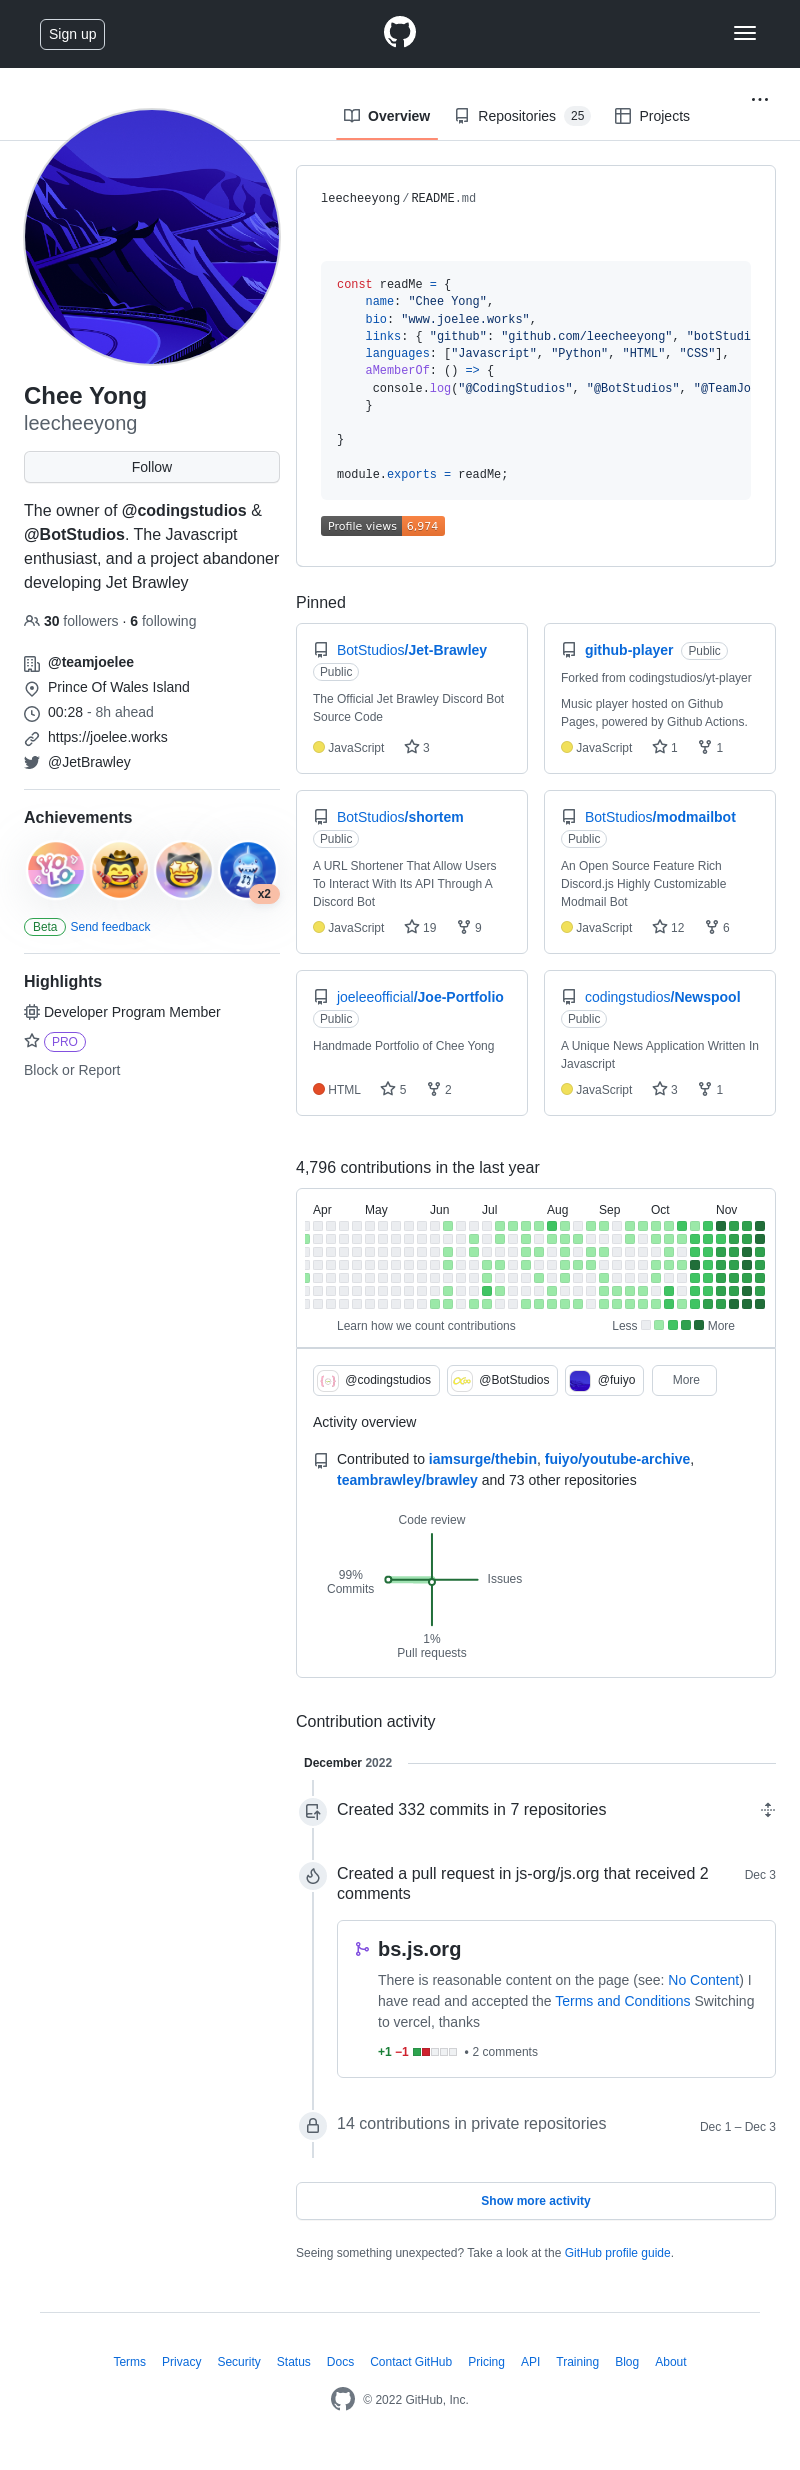 Sign up
Overview
Repositories 25
Projects
Chee Yong
leecheeyong
Follow
The owner of @codingstudios &
@BotStudios. The Javascript
enthusiast, and a project abandoner
developing Jet Brawley
30 followers · 6 following
@teamjoelee
Prince Of Wales Island
00:28 - 8h ahead
https://joelee.works
@JetBrawley
Achievements
YOLO
x2
Beta Send feedback
Highlights
Developer Program Member
PRO
Block or Report
leecheeyong/README.md
const readMe = {
name: "Chee Yong",
bio: "www.joelee.works",
links: { "github": "github.com/leecheeyong", "botStudi
languages: ["Javascript", "Python", "HTML", "CSS"],
aMemberOf: () => {
console.log("@CodingStudios", "@BotStudios", "@TeamJo
}
}
module.exports = readMe;
Profile views 6,974
Pinned
BotStudios/Jet-Brawley
Public
The Official Jet Brawley Discord Bot
Source Code
JavaScript 3
github-player Public
Forked from codingstudios/yt-player
Music player hosted on Github
Pages, powered by Github Actions.
JavaScript 1 1
BotStudios/shortem
Public
A URL Shortener That Allow Users
To Interact With Its API Through A
Discord Bot
JavaScript 19 9
BotStudios/modmailbot
Public
An Open Source Feature Rich
Discord.js Highly Customizable
Modmail Bot
JavaScript 12 6
joeleeofficial/Joe-Portfolio
Public
Handmade Portfolio of Chee Yong
HTML 5 2
codingstudios/Newspool
Public
A Unique News Application Written In
Javascript
JavaScript 3 1
4,796 contributions in the last year
Apr May Jun Jul Aug Sep Oct Nov
Learn how we count contributions
Less More
@codingstudios @BotStudios @fuiyo More
Activity overview
Contributed to iamsurge/thebin, fuiyo/youtube-archive,
teambrawley/brawley and 73 other repositories
Code review
99%
Commits
Issues
1%
Pull requests
Contribution activity
December 2022
Created 332 commits in 7 repositories
Created a pull request in js-org/js.org that received 2
comments
Dec 3
bs.js.org
There is reasonable content on the page (see: No Content) I
have read and accepted the Terms and Conditions Switching
to vercel, thanks
+1 −1 • 2 comments
14 contributions in private repositories
Dec 1 – Dec 3
Show more activity
Seeing something unexpected? Take a look at the GitHub profile guide.
Terms Privacy Security Status Docs Contact GitHub Pricing API Training Blog About
© 2022 GitHub, Inc.